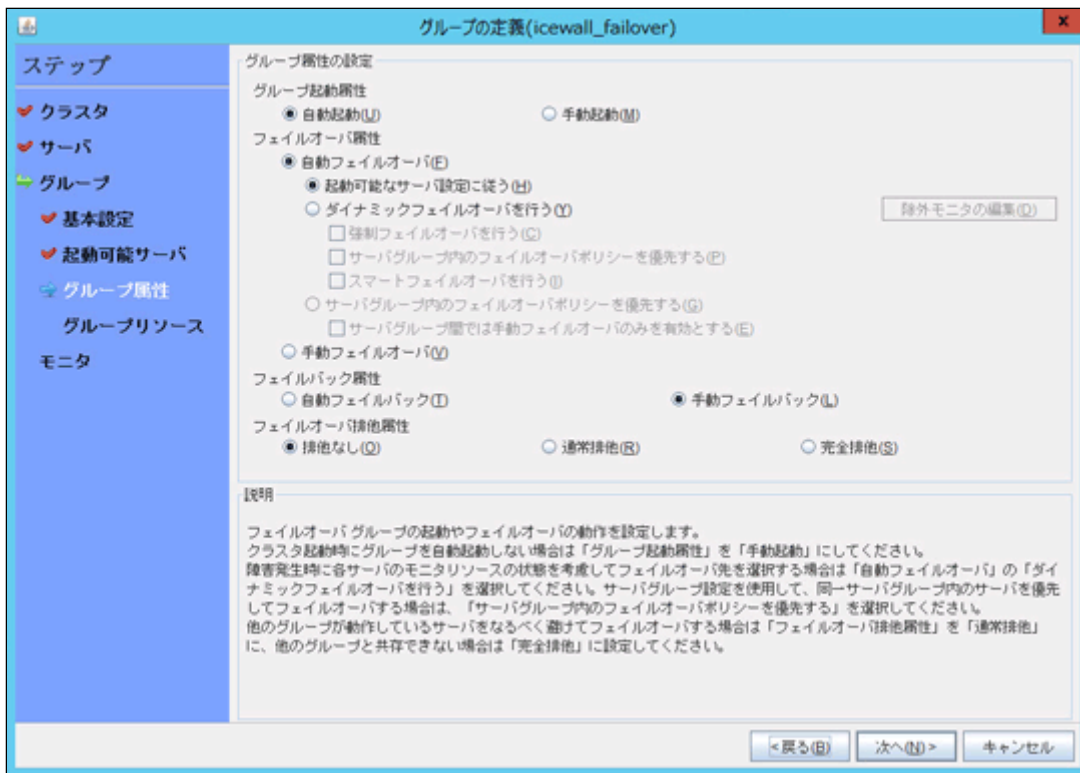 グループの定義(icewall_failover)
x
ステップ
クラスタ
サーバ
グループ
基本設定
起動可能サーバ
グループ属性
グループリソース
モニタ
グループ属性の設定
グループ起動属性
自動起動(U) 手動起動(M)
フェイルオーバ属性
自動フェイルオーバ(F)
起動可能なサーバ設定に従う(H)
ダイナミックフェイルオーバを行う(Y) 除外モニタの編集(D)
強制フェイルオーバを行う(C)
サーバグループ内のフェイルオーバポリシーを優先する(P)
スマートフェイルオーバを行う(I)
サーバグループ内のフェイルオーバポリシーを優先する(G)
サーバグループ間では手動フェイルオーバのみを有効とする(E)
手動フェイルオーバ(V)
フェイルバック属性
自動フェイルバック(T) 手動フェイルバック(L)
フェイルオーバ排他属性
排他なし(O) 通常排他(R) 完全排他(S)
説明
フェイルオーバ グループの起動やフェイルオーバの動作を設定します。
クラスタ起動時にグループを自動起動しない場合は「グループ起動属性」を「手動起動」にしてください。
障害発生時に各サーバのモニタリソースの状態を考慮してフェイルオーバ先を選択する場合は「自動フェイルオーバ」の「ダイ
ナミックフェイルオーバを行う」を選択してください。サーバグループ設定を使用して、同一サーバグループ内のサーバを優先
してフェイルオーバする場合は、「サーバグループ内のフェイルオーバポリシーを優先する」を選択してください。
他のグループが動作しているサーバをなるべく避けてフェイルオーバする場合は「フェイルオーバ排他属性」を「通常排他」
に、他のグループと共存できない場合は「完全排他」に設定してください。
<戻る(B) 次へ(N)> キャンセル